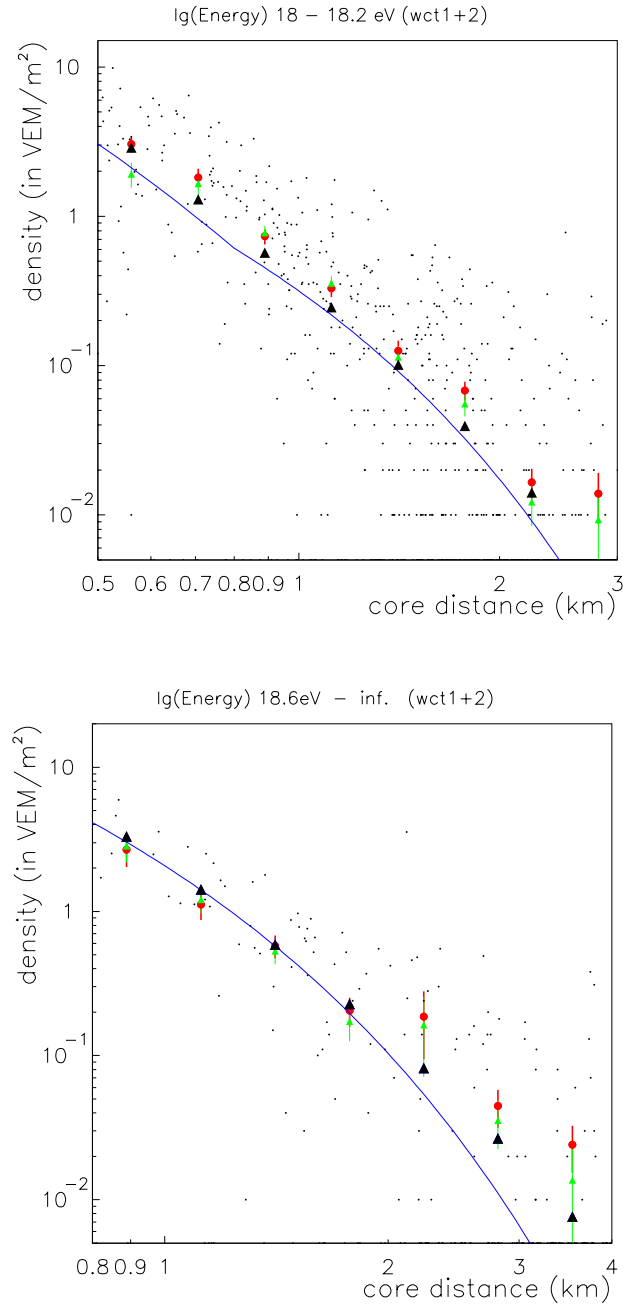 lg(Energy) 18 − 18.2 eV (wct1+2)
density (in VEM/m²)
10
1
10⁻¹
10⁻²
0.5 0.6 0.7 0.8 0.9 1 2 3
core distance (km)
lg(Energy) 18.6eV − inf. (wct1+2)
density (in VEM/m²)
10
1
10⁻¹
10⁻²
0.8 0.9 1 2 3 4
core distance (km)